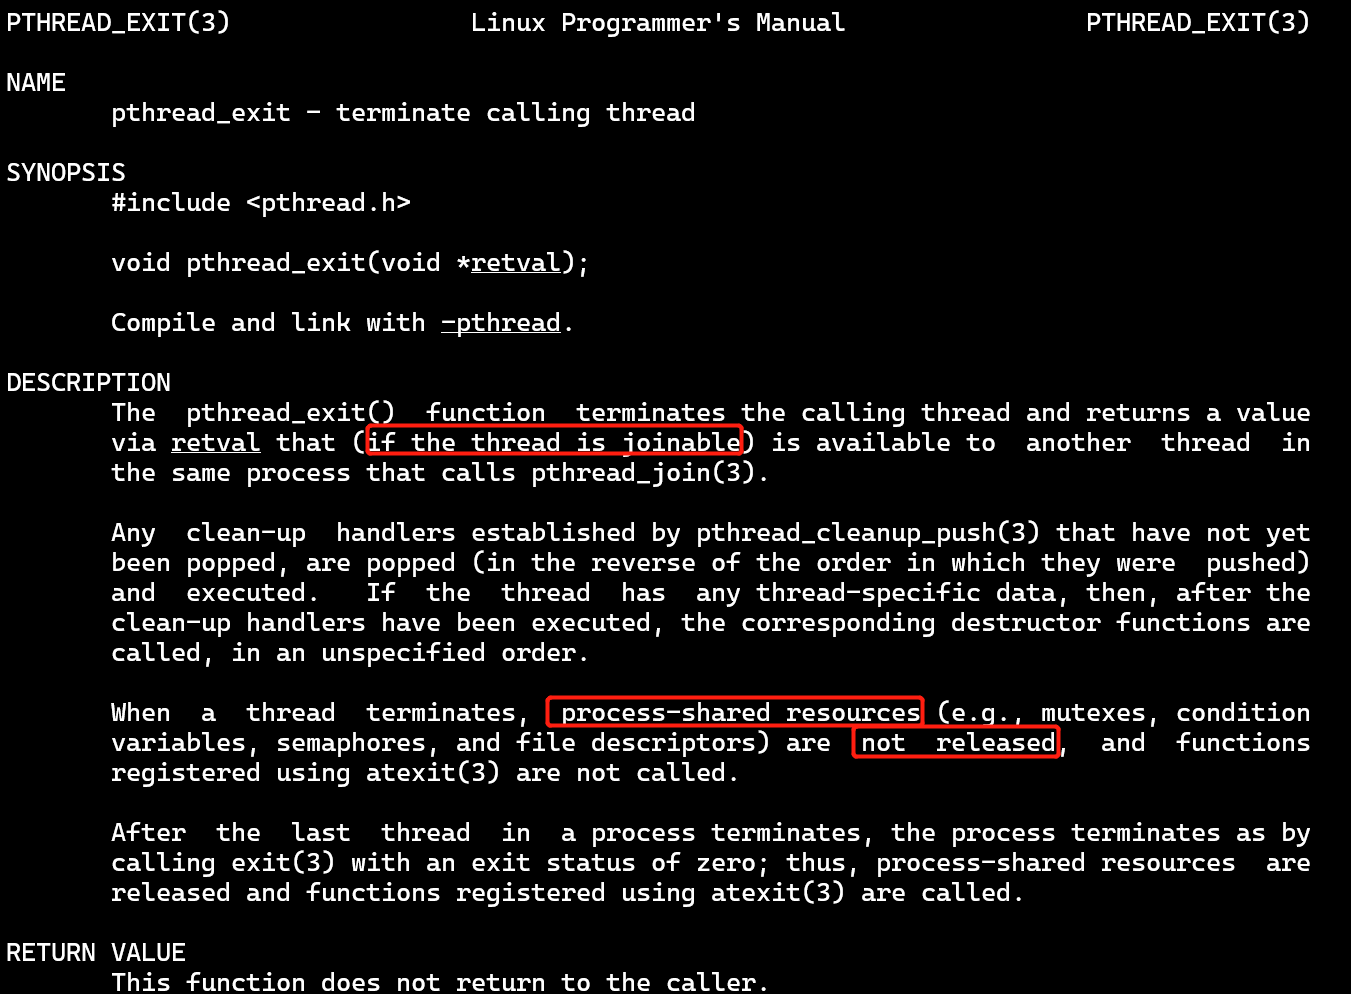 PTHREAD_EXIT(3) Linux Programmer's Manual PTHREAD_EXIT(3)
NAME
pthread_exit - terminate calling thread
SYNOPSIS
#include <pthread.h>
void pthread_exit(void *retval);
Compile and link with -pthread.
DESCRIPTION
The pthread_exit() function terminates the calling thread and returns a value
via retval that (if the thread is joinable) is available to another thread in
the same process that calls pthread_join(3).
Any clean-up handlers established by pthread_cleanup_push(3) that have not yet
been popped, are popped (in the reverse of the order in which they were pushed)
and executed. If the thread has any thread-specific data, then, after the
clean-up handlers have been executed, the corresponding destructor functions are
called, in an unspecified order.
When a thread terminates, process-shared resources (e.g., mutexes, condition
variables, semaphores, and file descriptors) are not released, and functions
registered using atexit(3) are not called.
After the last thread in a process terminates, the process terminates as by
calling exit(3) with an exit status of zero; thus, process-shared resources are
released and functions registered using atexit(3) are called.
RETURN VALUE
This function does not return to the caller.